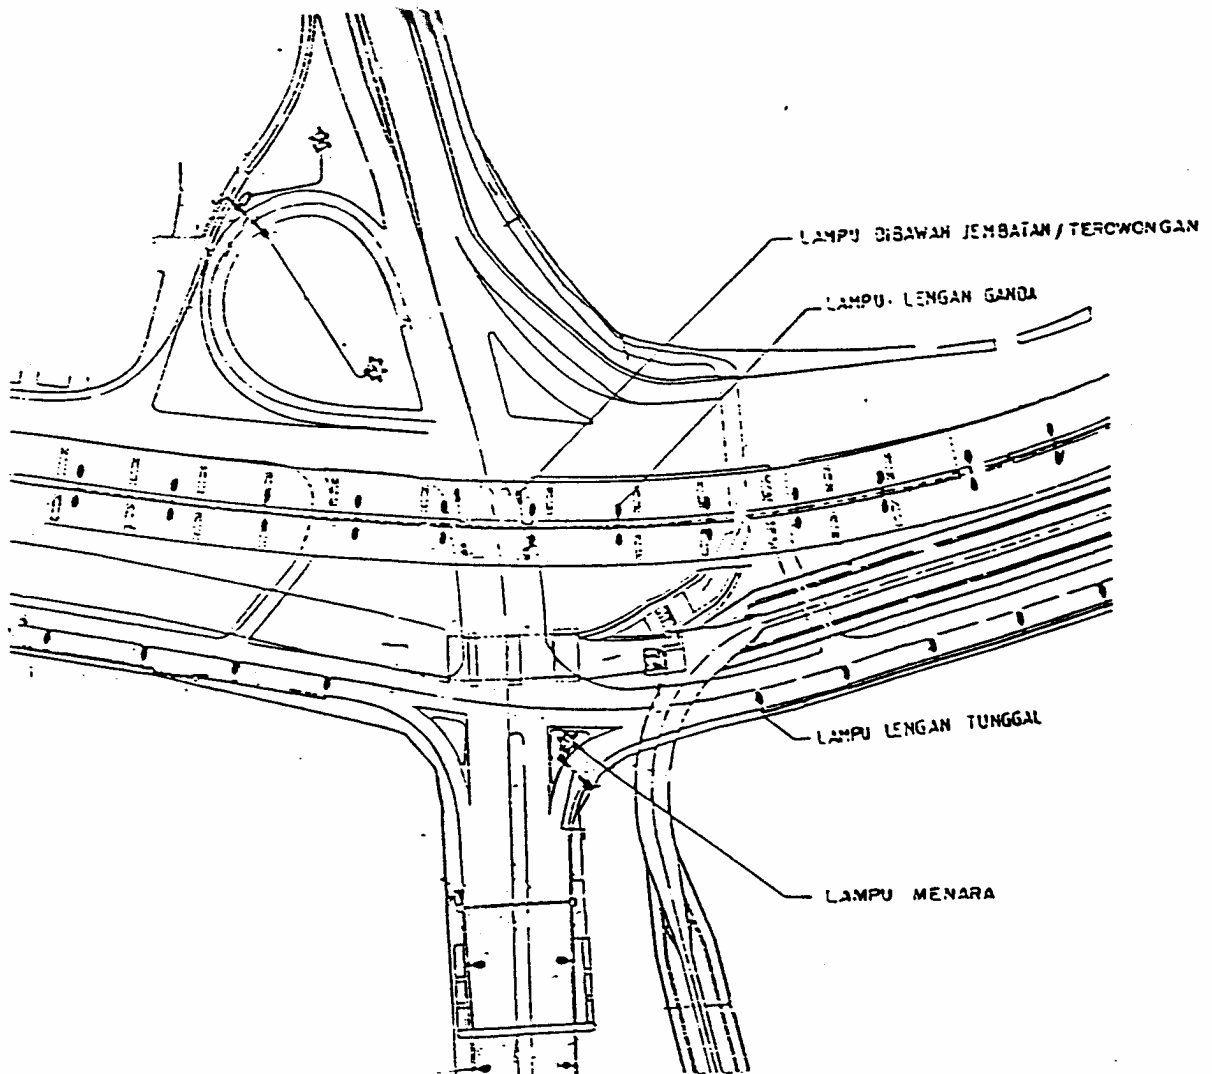 LAMPU DIBAWAH JEMBATAN / TEROWONGAN
LAMPU LENGAN GANDA
LAMPU LENGAN TUNGGAL
LAMPU MENARA